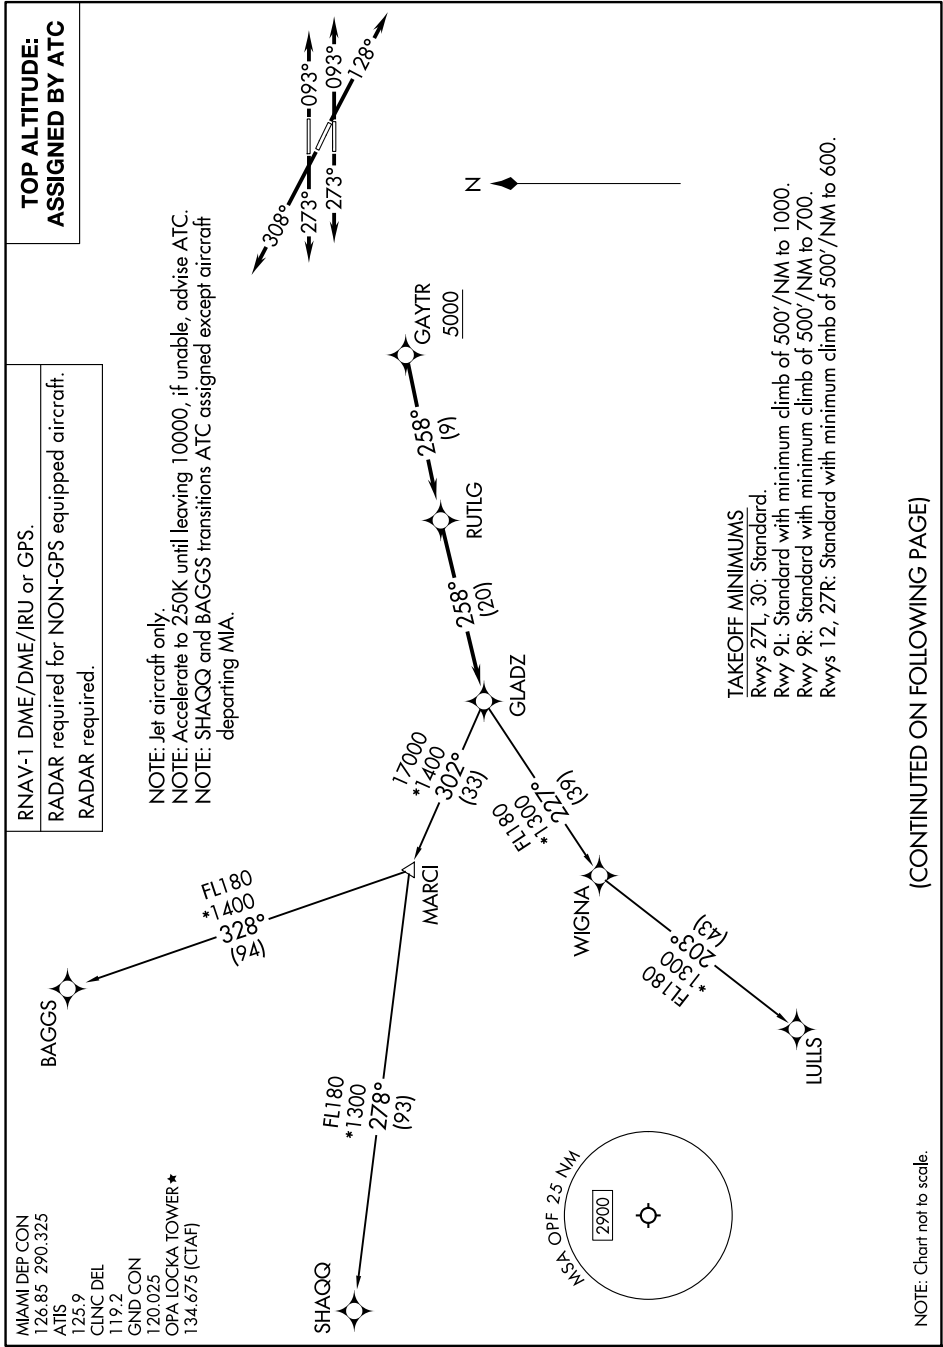 MIAMI DEP CON
126.85 290.325
ATIS
125.9
CLNC DEL
119.2
GND CON
120.025
OPA LOCKA TOWER★
134.675 (CTAF)
RNAV-1 DME/DME/IRU or GPS.
RADAR required for NON-GPS equipped aircraft.
RADAR required.
TOP ALTITUDE:
ASSIGNED BY ATC
NOTE: Jet aircraft only.
NOTE: Accelerate to 250K until leaving 10000, if unable, advise ATC.
NOTE: SHAQQ and BAGGS transitions ATC assigned except aircraft
departing MIA.
308°
273°
273°
093°
093°
128°
BAGGS
FL180
*1400
328°
(94)
SHAQQ
FL180
*1300
278°
(93)
MARCI
17000
*1400
302°
(33)
GLADZ
258°
(20)
RUTLG
258°
(9)
GAYTR
5000
N
FL180
*1300
227°
(39)
WIGNA
FL180
*1300
203°
(43)
LULLS
MSA OPF 25 NM
2900
TAKEOFF MINIMUMS
Rwys 27L, 30: Standard.
Rwy 9L: Standard with minimum climb of 500'/NM to 1000.
Rwy 9R: Standard with minimum climb of 500'/NM to 700.
Rwys 12, 27R: Standard with minimum climb of 500'/NM to 600.
(CONTINUTED ON FOLLOWING PAGE)
NOTE: Chart not to scale.